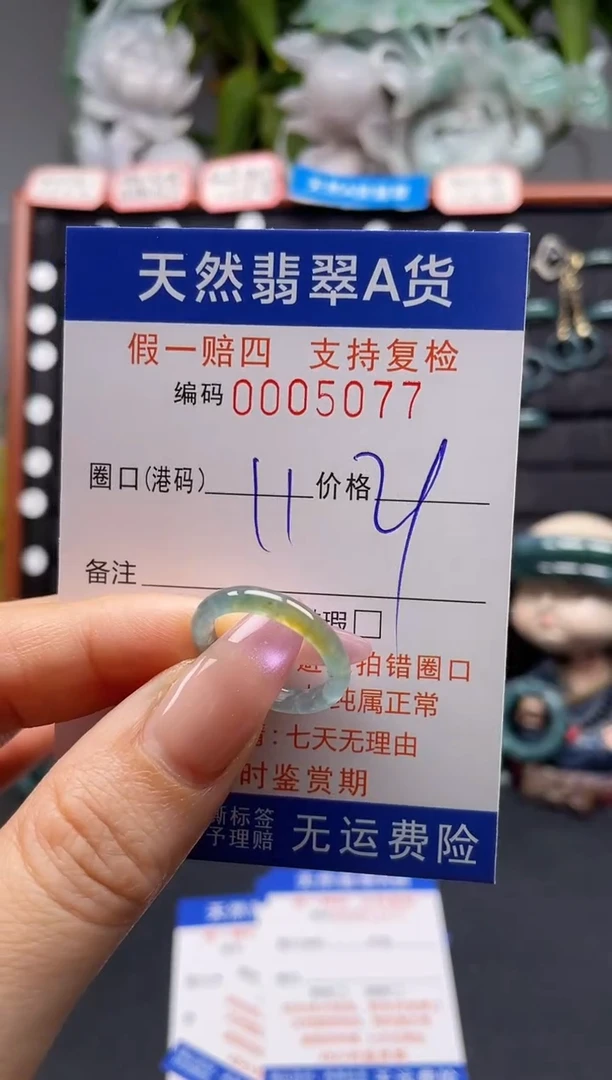 天然翡翠A货
假一赔四 支持复检
编码 0005077
圈口(港码) 11 价格
备注
瑕□
拍错圈口
纯属正常
：七天无理由
时鉴赏期
撕标签
予理赔 无运费险